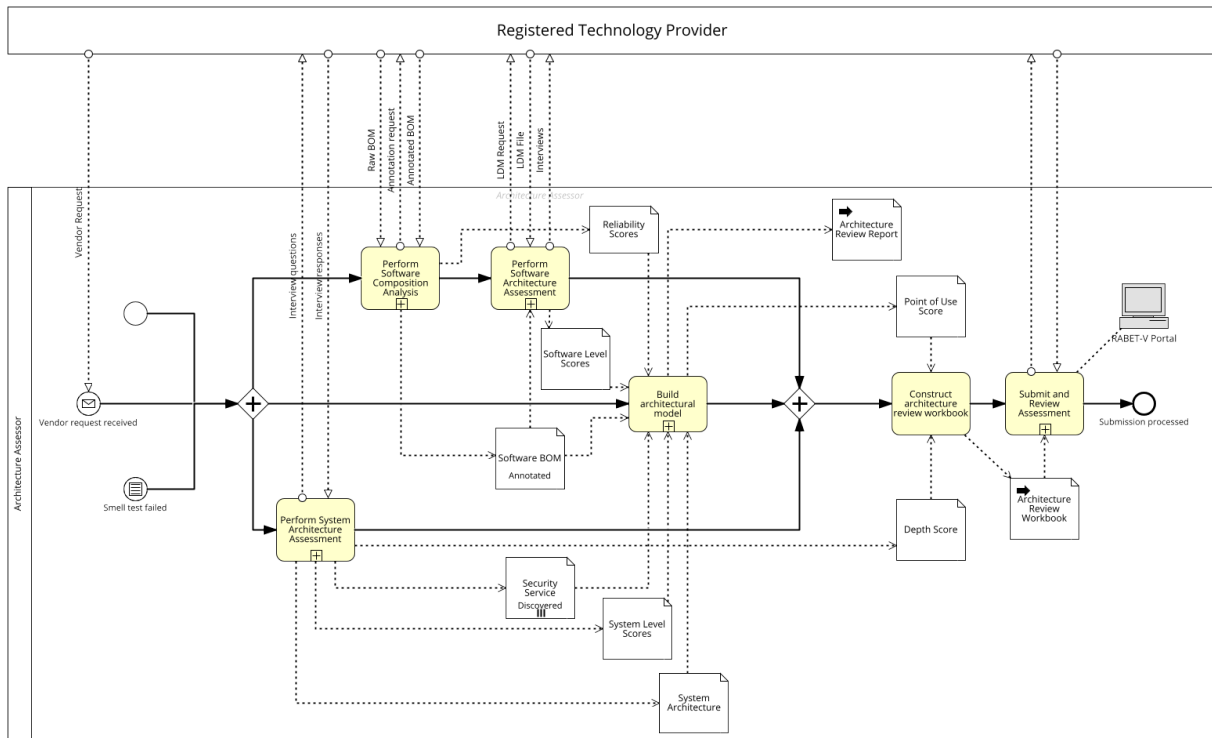 Registered Technology Provider
Vendor Request
Interview questions
Interview responses
Raw BOM
Annotation request
Annotated BOM
LDM Request
LDM File
Interviews
Architecture Assessor
Architecture Assessor
Reliability
Scores
Architecture
Review Report
Perform
Software
Composition
Analysis
Perform
Software
Architecture
Assessment
Point of Use
Score
RABET-V Portal
Software Level
Scores
Vendor request received
Build
architectural
model
Construct
architecture
review workbook
Submit and
Review
Assessment
Submission processed
Software BOM
Annotated
Smell test failed
Perform System
Architecture
Assessment
Architecture
Review
Workbook
Depth Score
Security
Service
Discovered
System Level
Scores
System
Architecture